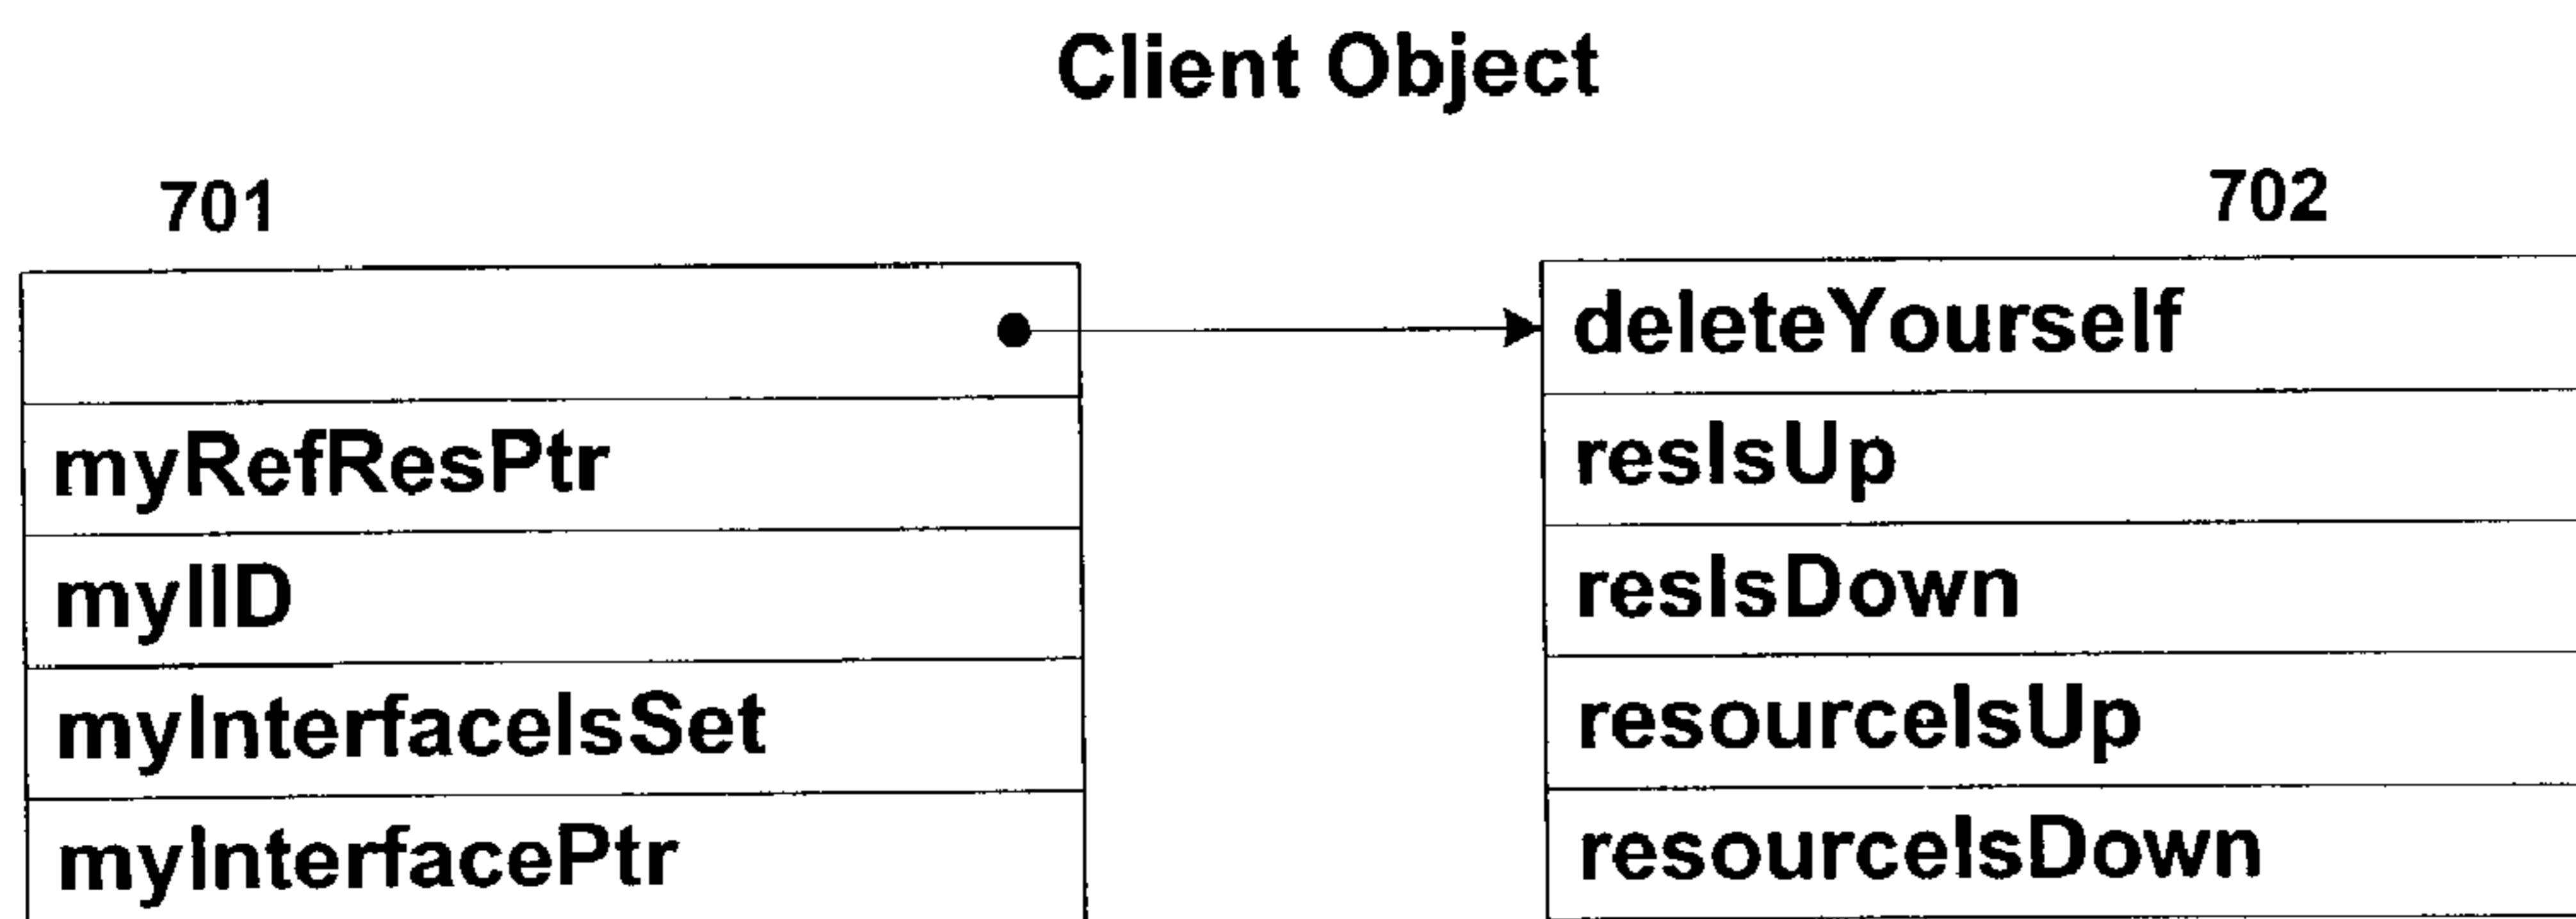 Client Object
701
702
myRefResPtr
myIID
myInterfaceIsSet
myInterfacePtr
deleteYourself
resIsUp
resIsDown
resourceIsUp
resourceIsDown